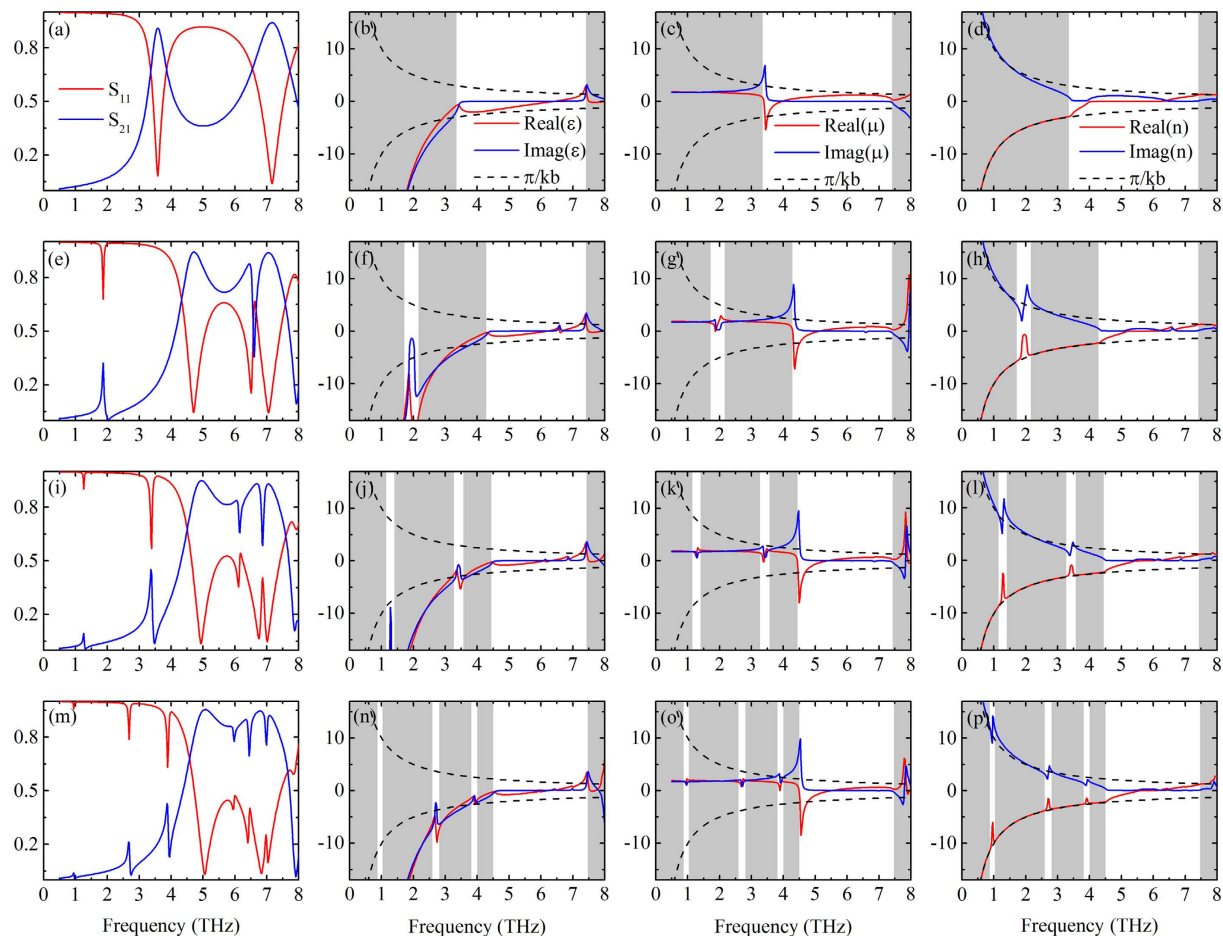 (a)
0.8
0.5
0.2
S11
S21
0 1 2 3 4 5 6 7 8
(b)
10
0
-10
Real(ε)
Imag(ε)
π/kb
0 1 2 3 4 5 6 7 8
(c)
10
0
-10
Real(μ)
Imag(μ)
π/kb
0 1 2 3 4 5 6 7 8
(d)
10
0
-10
Real(n)
Imag(n)
π/kb
0 1 2 3 4 5 6 7 8
(e)
0.8
0.5
0.2
0 1 2 3 4 5 6 7 8
(f)
10
0
-10
0 1 2 3 4 5 6 7 8
(g)
10
0
-10
0 1 2 3 4 5 6 7 8
(h)
10
0
-10
0 1 2 3 4 5 6 7 8
(i)
0.8
0.5
0.2
0 1 2 3 4 5 6 7 8
(j)
10
0
-10
0 1 2 3 4 5 6 7 8
(k)
10
0
-10
0 1 2 3 4 5 6 7 8
(l)
10
0
-10
0 1 2 3 4 5 6 7 8
(m)
0.8
0.5
0.2
0 1 2 3 4 5 6 7 8
Frequency (THz)
(n)
10
0
-10
0 1 2 3 4 5 6 7 8
Frequency (THz)
(o)
10
0
-10
0 1 2 3 4 5 6 7 8
Frequency (THz)
(p)
10
0
-10
0 1 2 3 4 5 6 7 8
Frequency (THz)